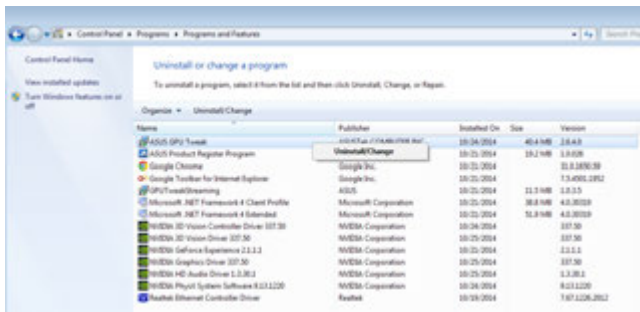 Control Panel ▸ Programs ▸ Programs and Features
Control Panel Home
View installed updates
Turn Windows features on or off
Uninstall or change a program
To uninstall a program, select it from the list and then click Uninstall, Change, or Repair.
Organize Uninstall/Change
Name Publisher Installed On Size Version
ASUS GPU Tweak 10/24/2014 40.4 MB 2.6.4.0
Uninstall/Change
ASUS Product Register Program 10/21/2014 19.2 MB
Google Chrome Google Inc. 10/21/2014
Google Toolbar for Internet Explorer Google Inc. 10/21/2014
GPUTweakStreaming ASUS 10/21/2014 11.5 MB 1.0.3.5
Microsoft .NET Framework 4 Client Profile Microsoft Corporation 10/21/2014 38.8 MB 4.0.30319
Microsoft .NET Framework 4 Extended Microsoft Corporation 10/21/2014 51.9 MB 4.0.30319
NVIDIA 3D Vision Controller Driver 337.50 NVIDIA Corporation 10/24/2014 337.50
NVIDIA 3D Vision Driver 337.50 NVIDIA Corporation 10/25/2014 337.50
NVIDIA GeForce Experience 2.1.1.1 NVIDIA Corporation 10/21/2014 2.1.1.1
NVIDIA Graphics Driver 337.50 NVIDIA Corporation 10/25/2014 337.50
NVIDIA HD Audio Driver 1.3.30.1 NVIDIA Corporation 10/25/2014 1.3.30.1
NVIDIA PhysX System Software 9.13.1220 NVIDIA Corporation 10/24/2014 9.13.1220
Realtek Ethernet Controller Driver Realtek 10/19/2014 7.67.1226.2012